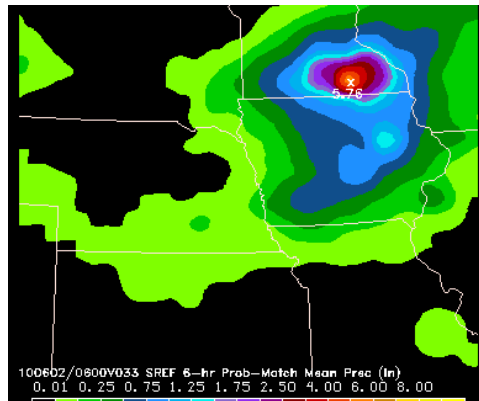 x
5.76
100602/0600V033 SREF 6-hr Prob-Match Mean Prec (in)
0.01 0.25 0.75 1.25 1.75 2.50 4.00 6.00 8.00